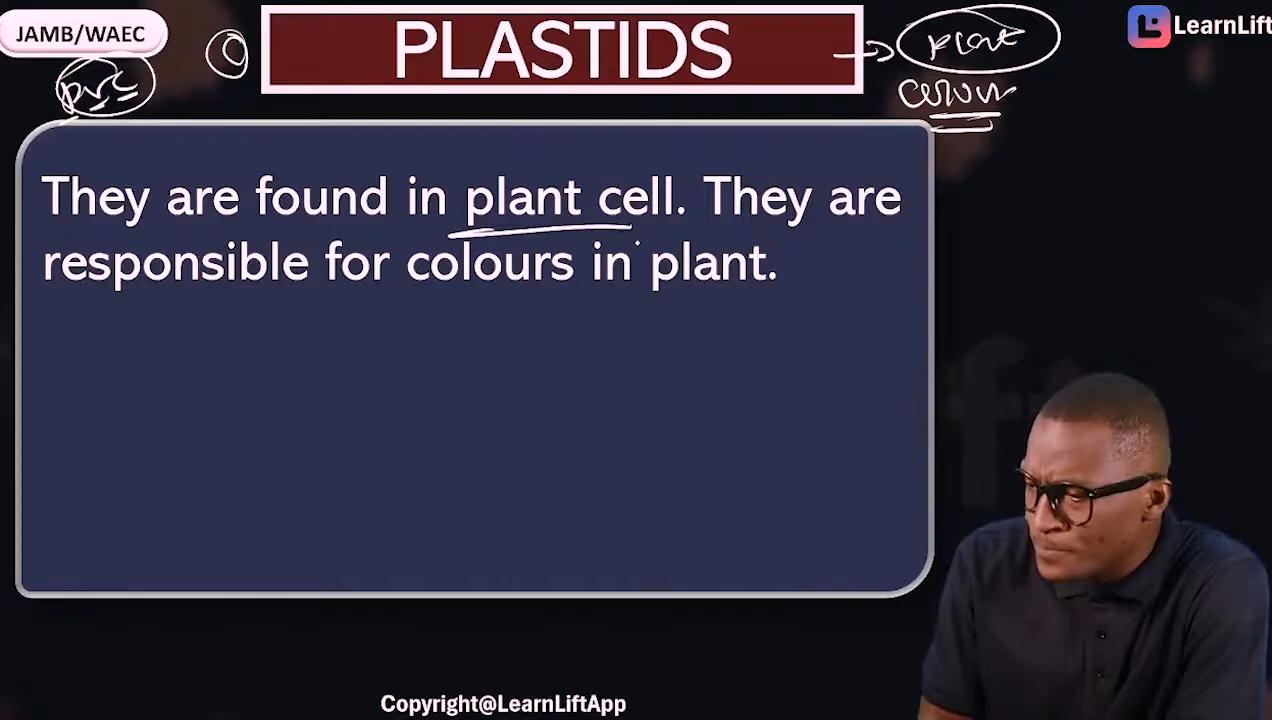 JAMB/WAEC
PLASTIDS
LearnLift
colour
They are found in plant cell. They are
responsible for colours in plant.
Copyright@LearnLiftApp